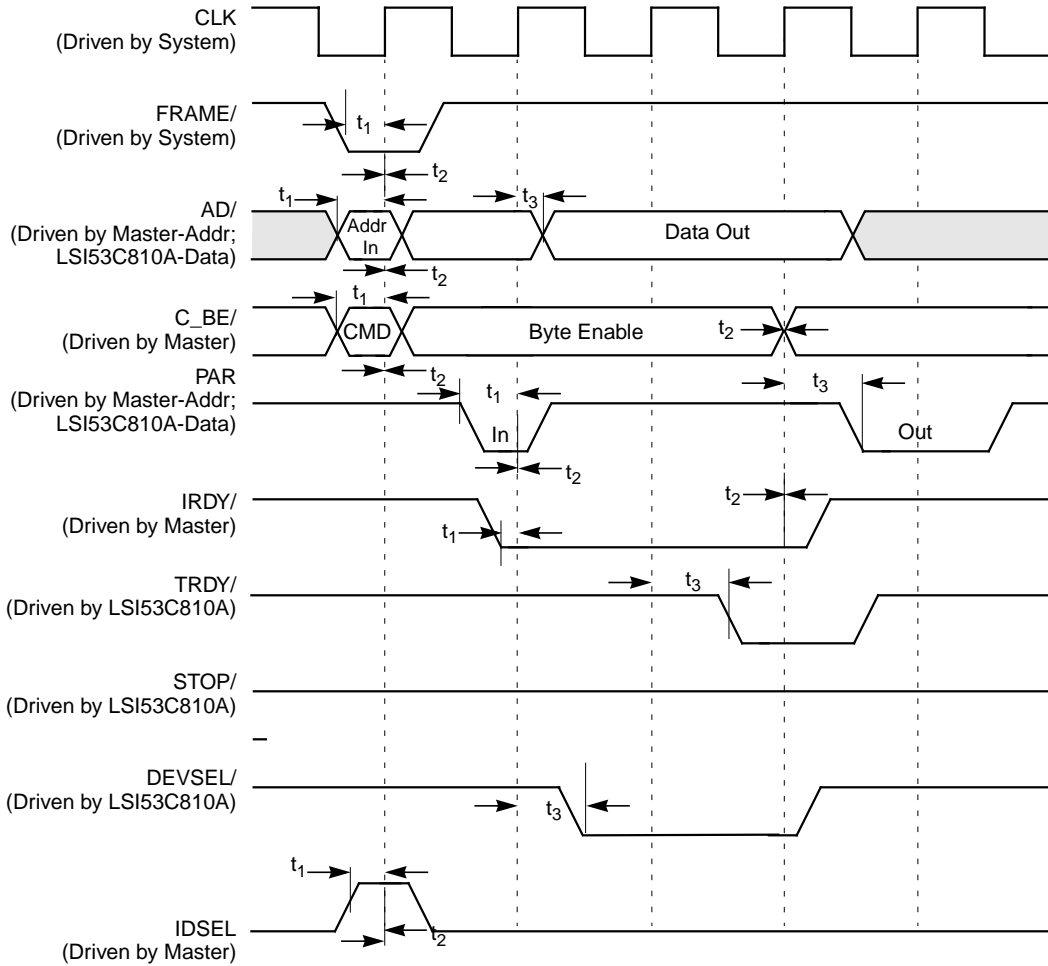 CLK
(Driven by System)
FRAME/
(Driven by System)
t1
t2
AD/
(Driven by Master-Addr;
LSI53C810A-Data)
t1
Addr
In
t3
Data Out
t2
C_BE/
(Driven by Master)
t1
CMD
Byte Enable
t2
t2
PAR
(Driven by Master-Addr;
LSI53C810A-Data)
t1
In
t2
t3
Out
IRDY/
(Driven by Master)
t1
t2
TRDY/
(Driven by LSI53C810A)
t3
STOP/
(Driven by LSI53C810A)
DEVSEL/
(Driven by LSI53C810A)
t3
IDSEL
(Driven by Master)
t1
t2